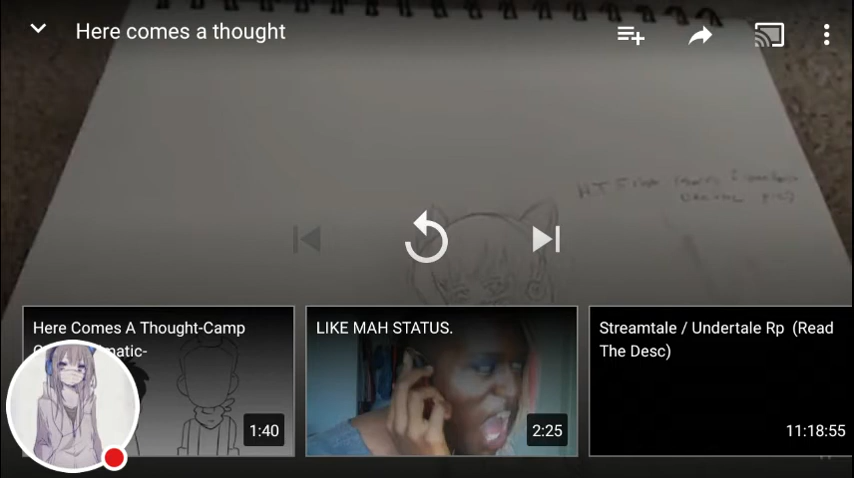 Here comes a thought
Here Comes A Thought-Camp
matic-
1:40
LIKE MAH STATUS.
2:25
Streamtale / Undertale Rp (Read
The Desc)
11:18:55